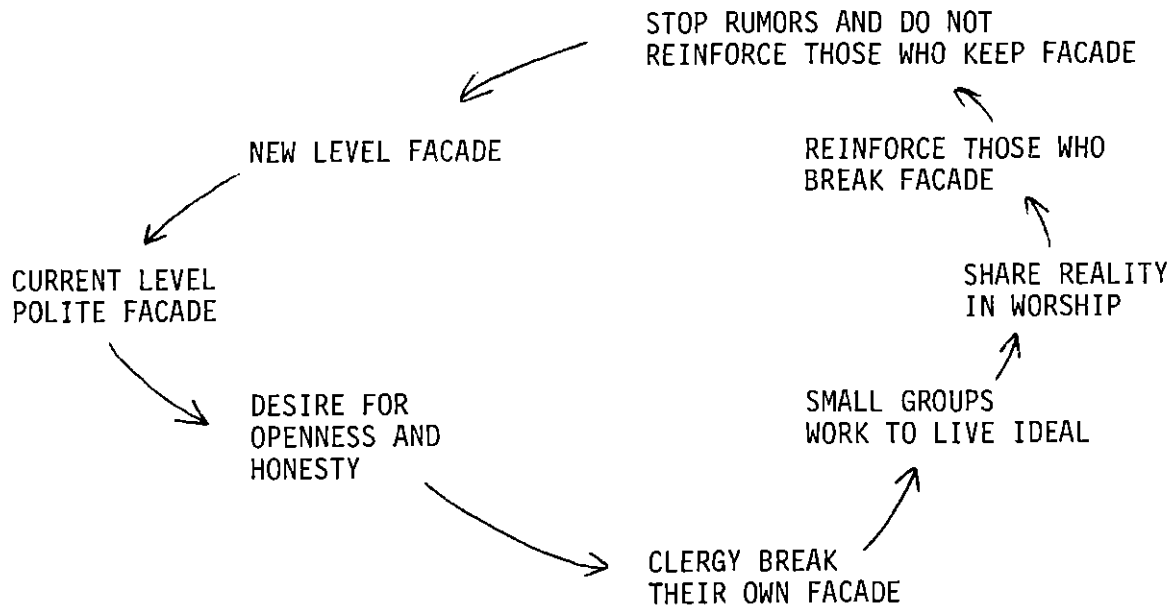 STOP RUMORS AND DO NOT
REINFORCE THOSE WHO KEEP FACADE
NEW LEVEL FACADE
REINFORCE THOSE WHO
BREAK FACADE
CURRENT LEVEL
POLITE FACADE
SHARE REALITY
IN WORSHIP
DESIRE FOR
OPENNESS AND
HONESTY
SMALL GROUPS
WORK TO LIVE IDEAL
CLERGY BREAK
THEIR OWN FACADE